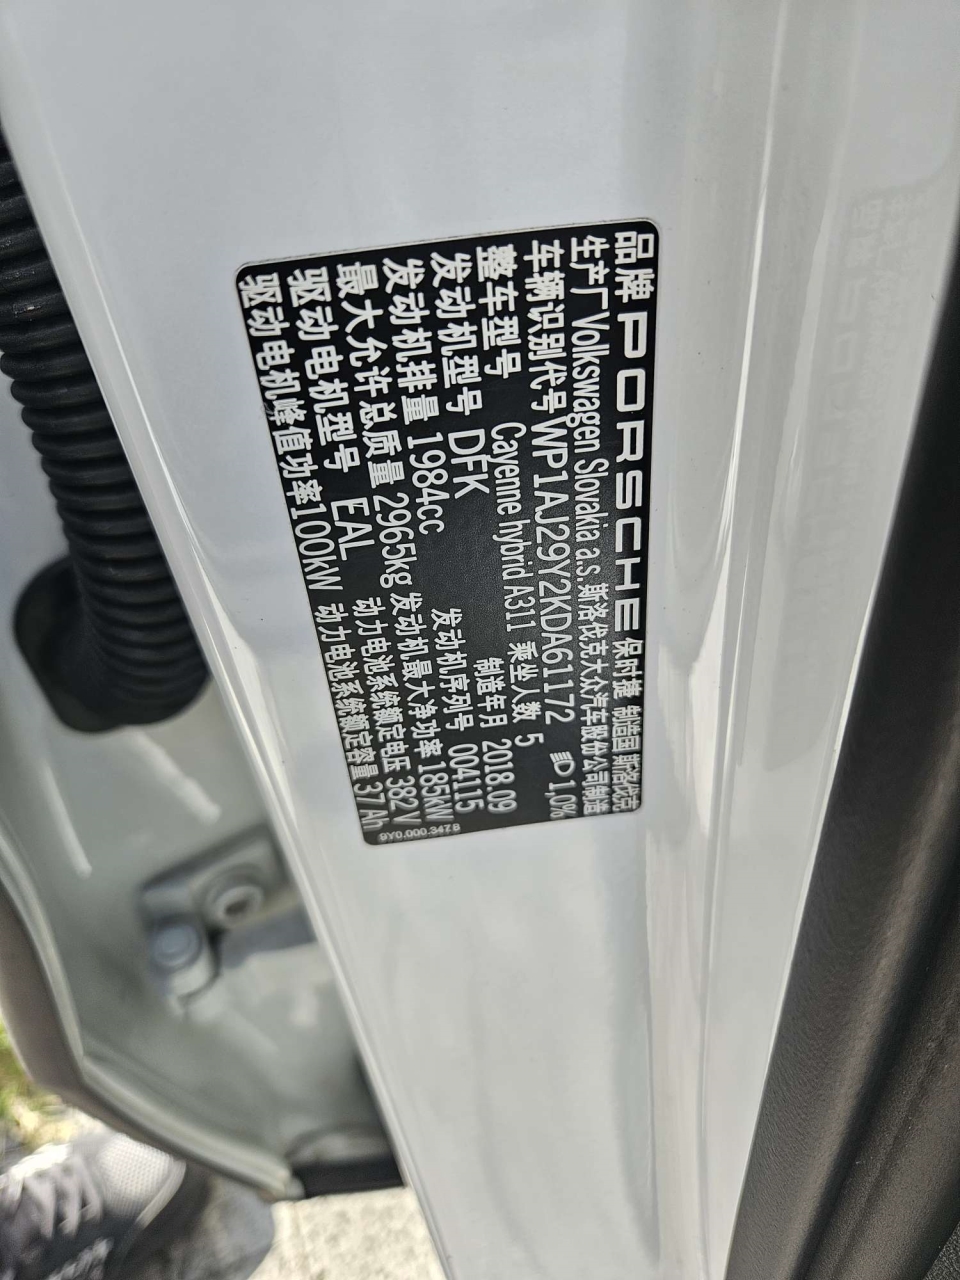 品牌 PORSCHE 保时捷 制造国 斯洛伐克
生产厂 Volkswagen Slovakia a.s. 斯洛伐克大众汽车股份公司制造
车辆识别代号 WP1AJ29Y2KDA61172 1.0%
整车型号 Cayenne hybrid A311 乘坐人数 5
发动机型号 DFK 制造年月 2018.09
发动机排量 1984cc 发动机序列号 004115
最大允许总质量 2965kg 发动机最大净功率 185kW
驱动电机型号 EAL 动力电池系统额定电压 382V
驱动电机峰值功率 100kW 动力电池系统额定容量 37Ah
9Y0.000.347 B